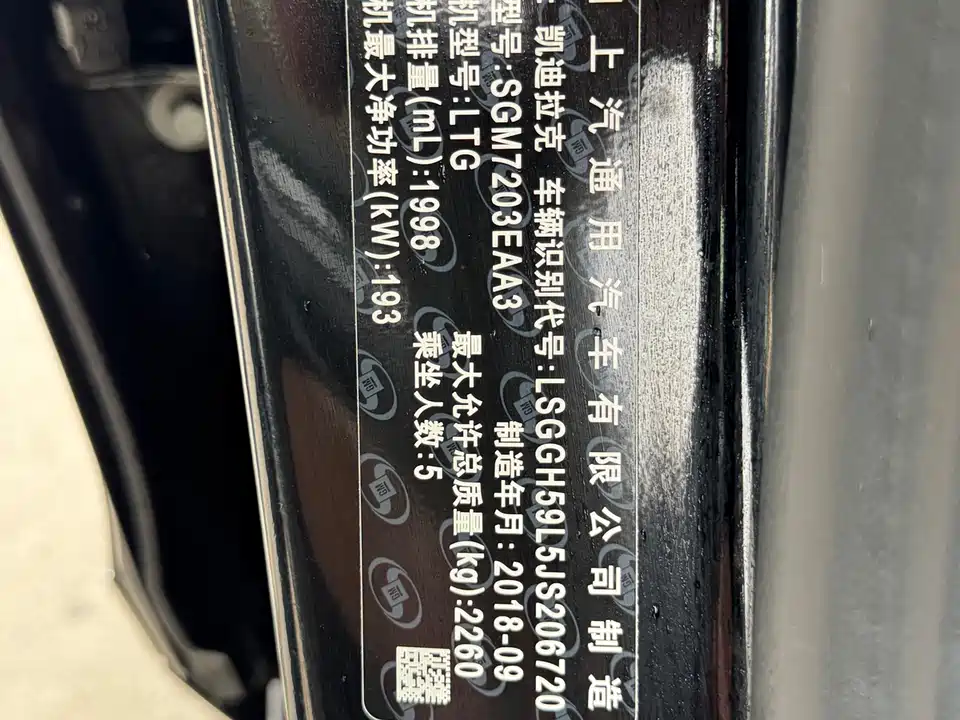 上汽通用汽车有限公司制造
凯迪拉克 车辆识别代号:LSGGH59L5JS206720
型号:SGM7203EAA3 制造年月:2018-09
机型号:LTG 最大允许总质量(kg):2260
机排量(mL):1998 乘坐人数:5
机最大净功率(kW):193